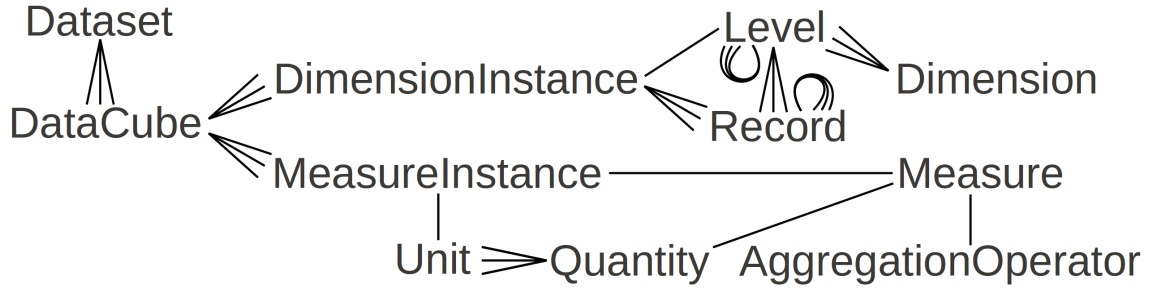 Dataset
Level
DimensionInstance
Dimension
DataCube
Record
MeasureInstance
Measure
Unit
Quantity
AggregationOperator